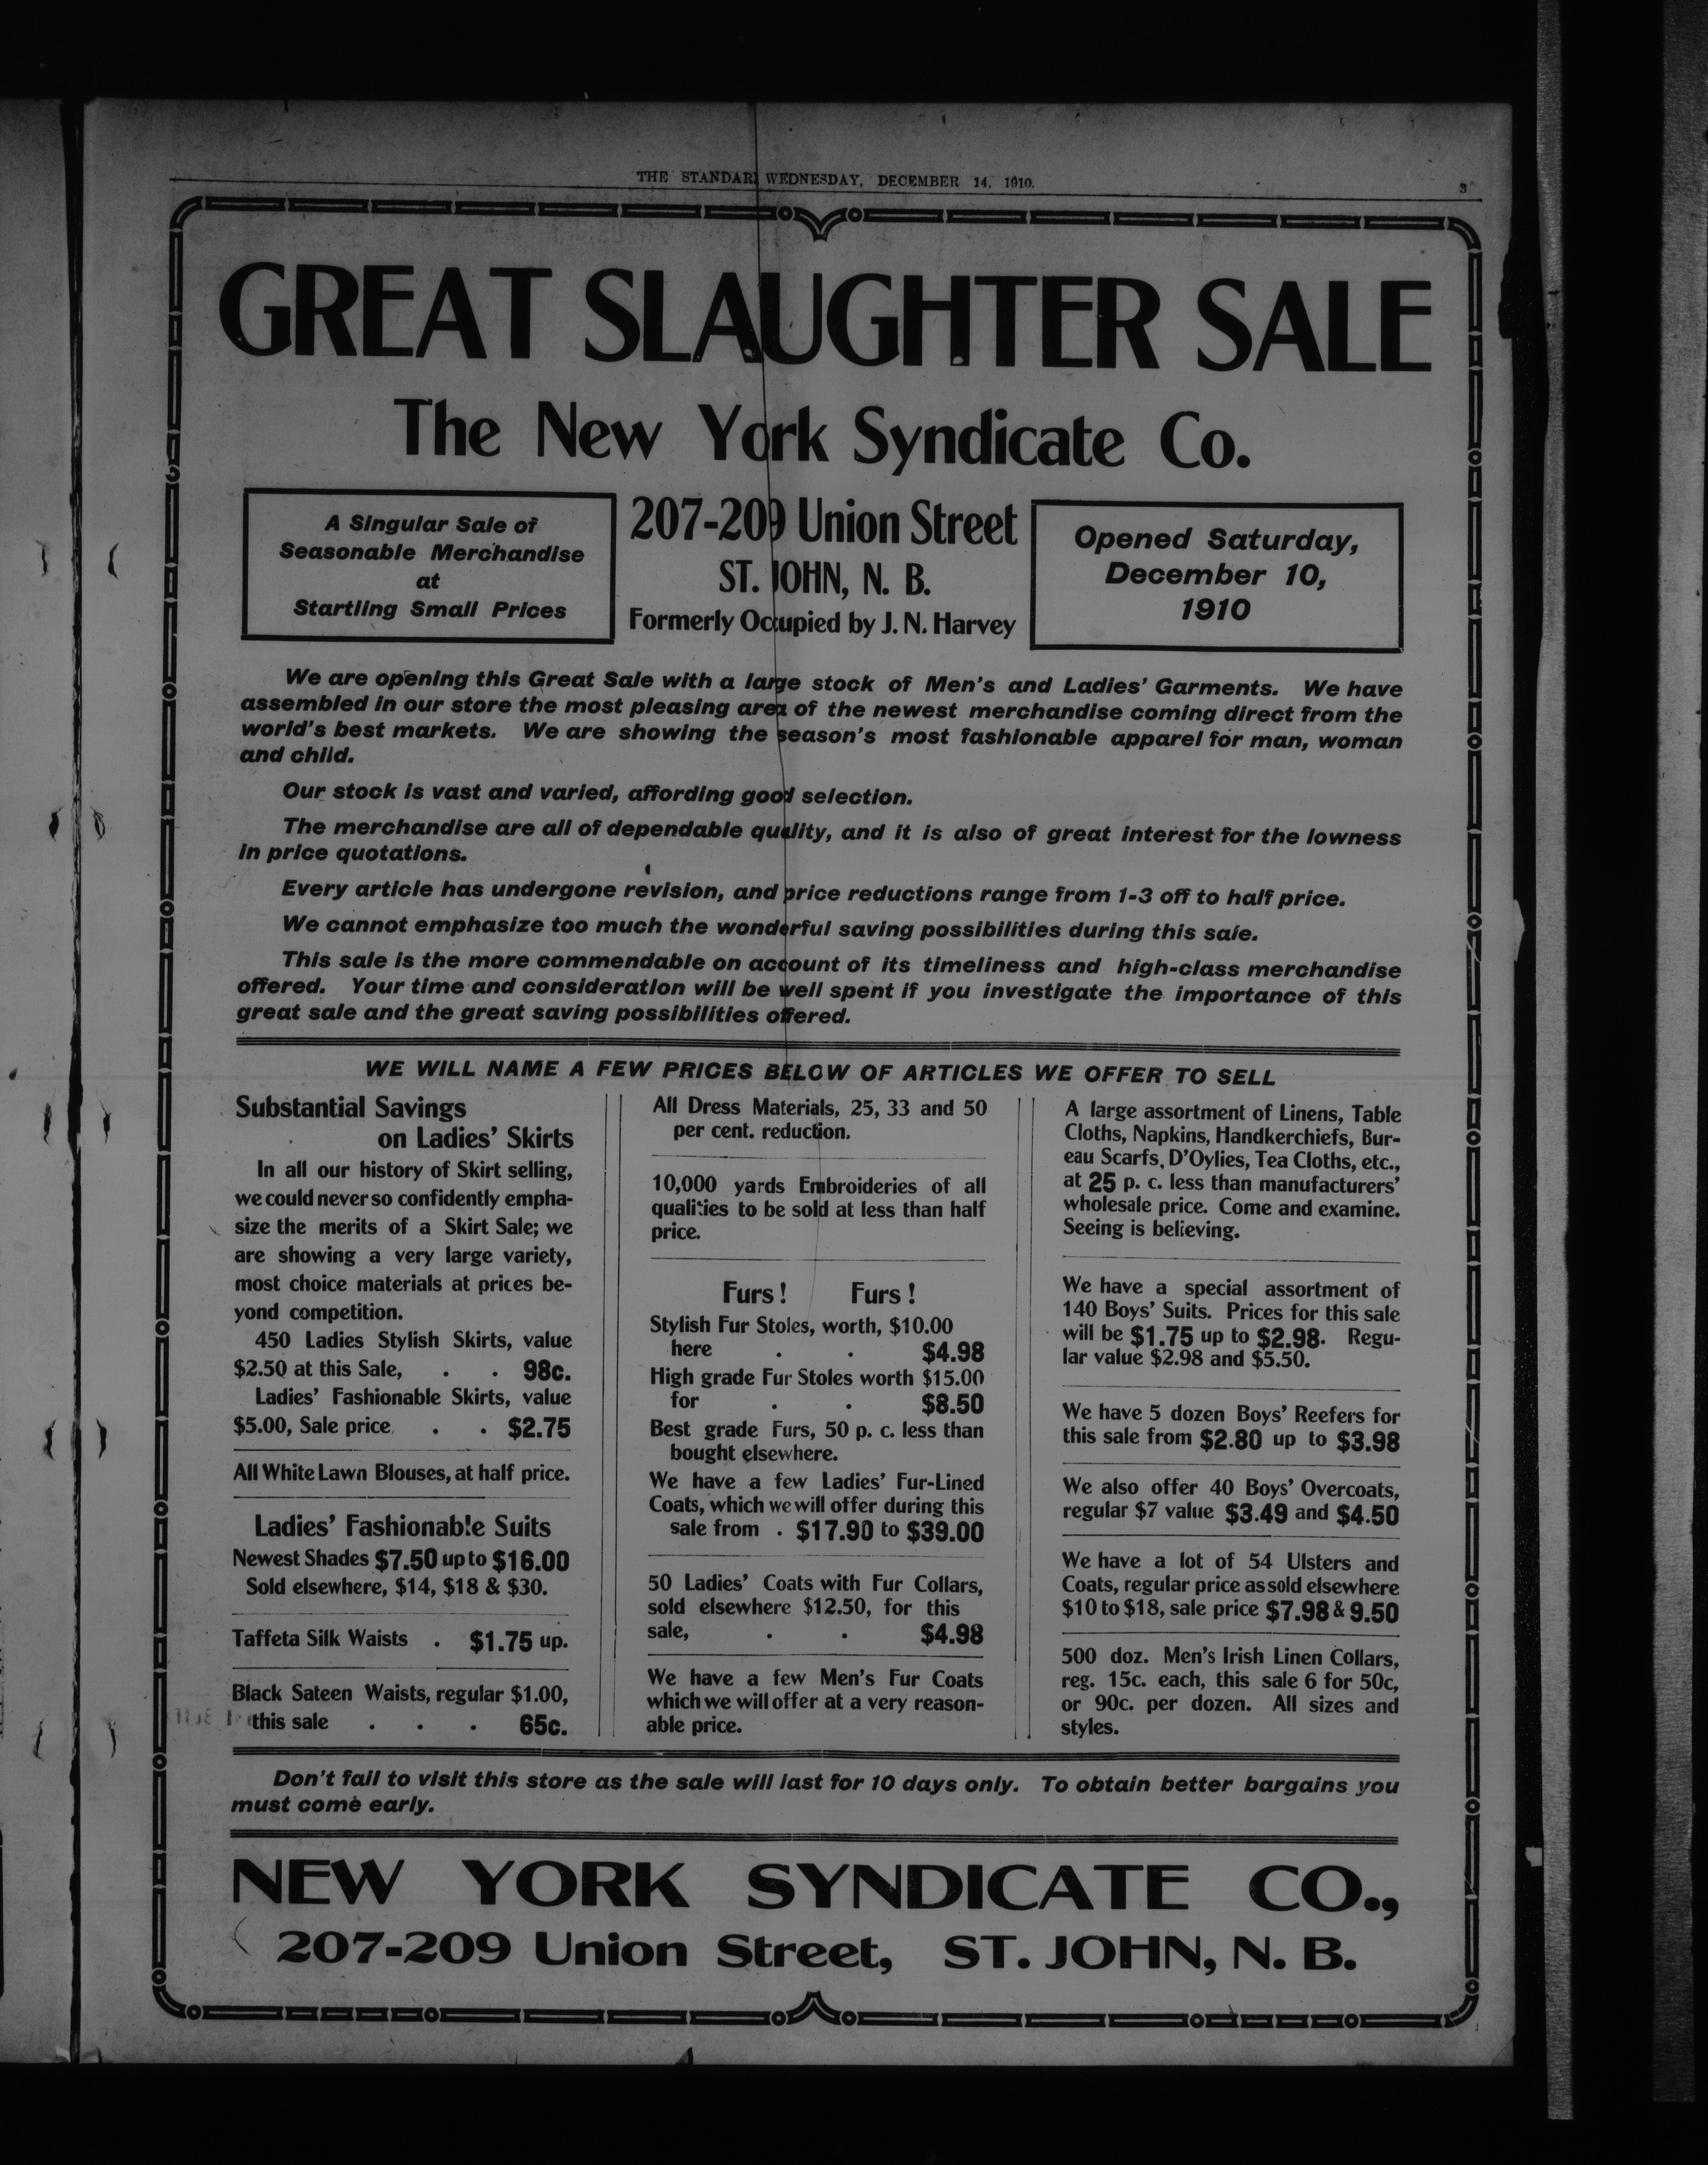 THE STANDARD WEDNESDAY, DECEMBER 14, 1910.
3
GREAT SLAUGHTER SALE
The New York Syndicate Co.
A Singular Sale of
Seasonable Merchandise
at
Startling Small Prices
207-209 Union Street
ST. JOHN, N. B.
Formerly Occupied by J. N. Harvey
Opened Saturday,
December 10,
1910
We are opening this Great Sale with a large stock of Men's and Ladies' Garments. We have
assembled in our store the most pleasing area of the newest merchandise coming direct from the
world's best markets. We are showing the season's most fashionable apparel for man, woman
and child.
Our stock is vast and varied, affording good selection.
The merchandise are all of dependable quality, and it is also of great interest for the lowness
in price quotations.
Every article has undergone revision, and price reductions range from 1-3 off to half price.
We cannot emphasize too much the wonderful saving possibilities during this sale.
This sale is the more commendable on account of its timeliness and high-class merchandise
offered. Your time and consideration will be well spent if you investigate the importance of this
great sale and the great saving possibilities offered.
WE WILL NAME A FEW PRICES BELOW OF ARTICLES WE OFFER TO SELL
Substantial Savings
on Ladies' Skirts
In all our history of Skirt selling,
we could never so confidently empha-
size the merits of a Skirt Sale; we
are showing a very large variety,
most choice materials at prices be-
yond competition.
450 Ladies Stylish Skirts, value
$2.50 at this Sale, . . 98c.
Ladies' Fashionable Skirts, value
$5.00, Sale price . . $2.75
All White Lawn Blouses, at half price.
Ladies' Fashionable Suits
Newest Shades $7.50 up to $16.00
Sold elsewhere, $14, $18 & $30.
Taffeta Silk Waists . $1.75 up.
Black Sateen Waists, regular $1.00,
this sale . . . 65c.
All Dress Materials, 25, 33 and 50
per cent. reduction.
10,000 yards Embroideries of all
qualities to be sold at less than half
price.
Furs! Furs!
Stylish Fur Stoles, worth, $10.00
here . . $4.98
High grade Fur Stoles worth $15.00
for . . $8.50
Best grade Furs, 50 p. c. less than
bought elsewhere.
We have a few Ladies' Fur-Lined
Coats, which we will offer during this
sale from . $17.90 to $39.00
50 Ladies' Coats with Fur Collars,
sold elsewhere $12.50, for this
sale, . . $4.98
We have a few Men's Fur Coats
which we will offer at a very reason-
able price.
A large assortment of Linens, Table
Cloths, Napkins, Handkerchiefs, Bur-
eau Scarfs, D'Oylies, Tea Cloths, etc.,
at 25 p. c. less than manufacturers'
wholesale price. Come and examine.
Seeing is believing.
We have a special assortment of
140 Boys' Suits. Prices for this sale
will be $1.75 up to $2.98. Regu-
lar value $2.98 and $5.50.
We have 5 dozen Boys' Reefers for
this sale from $2.80 up to $3.98
We also offer 40 Boys' Overcoats,
regular $7 value $3.49 and $4.50
We have a lot of 54 Ulsters and
Coats, regular price as sold elsewhere
$10 to $18, sale price $7.98 & 9.50
500 doz. Men's Irish Linen Collars,
reg. 15c. each, this sale 6 for 50c,
or 90c. per dozen. All sizes and
styles.
Don't fail to visit this store as the sale will last for 10 days only. To obtain better bargains you
must come early.
NEW YORK SYNDICATE CO.,
207-209 Union Street, ST. JOHN, N. B.